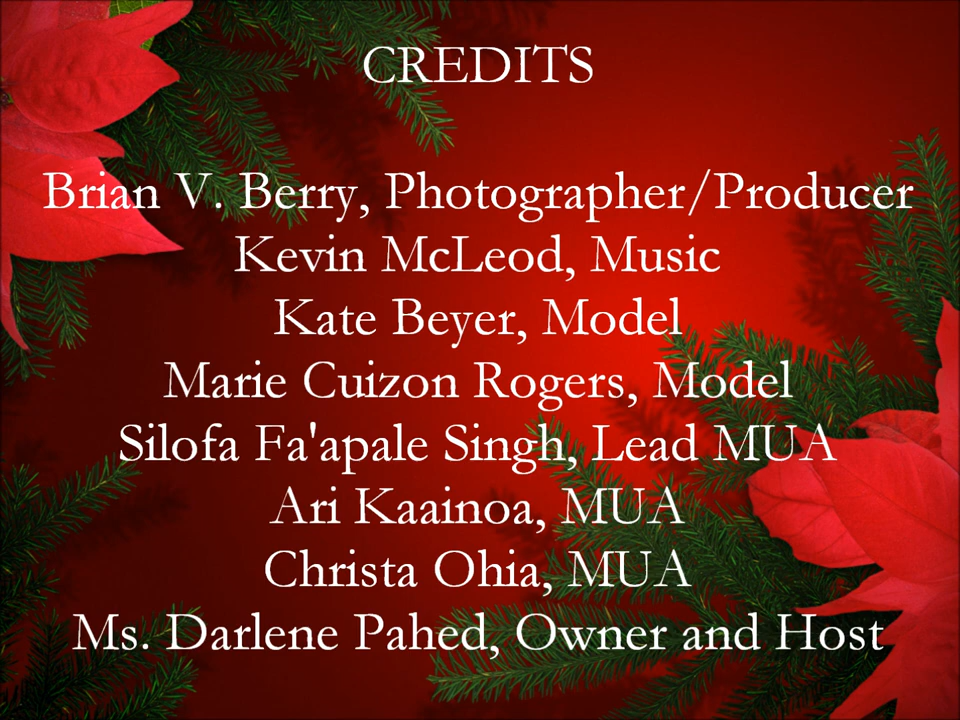 CREDITS
Brian V. Berry, Photographer/Producer
Kevin McLeod, Music
Kate Beyer, Model
Marie Cuizon Rogers, Model
Silofa Fa'apale Singh, Lead MUA
Ari Kaainoa, MUA
Christa Ohia, MUA
Ms. Darlene Pahed, Owner and Host